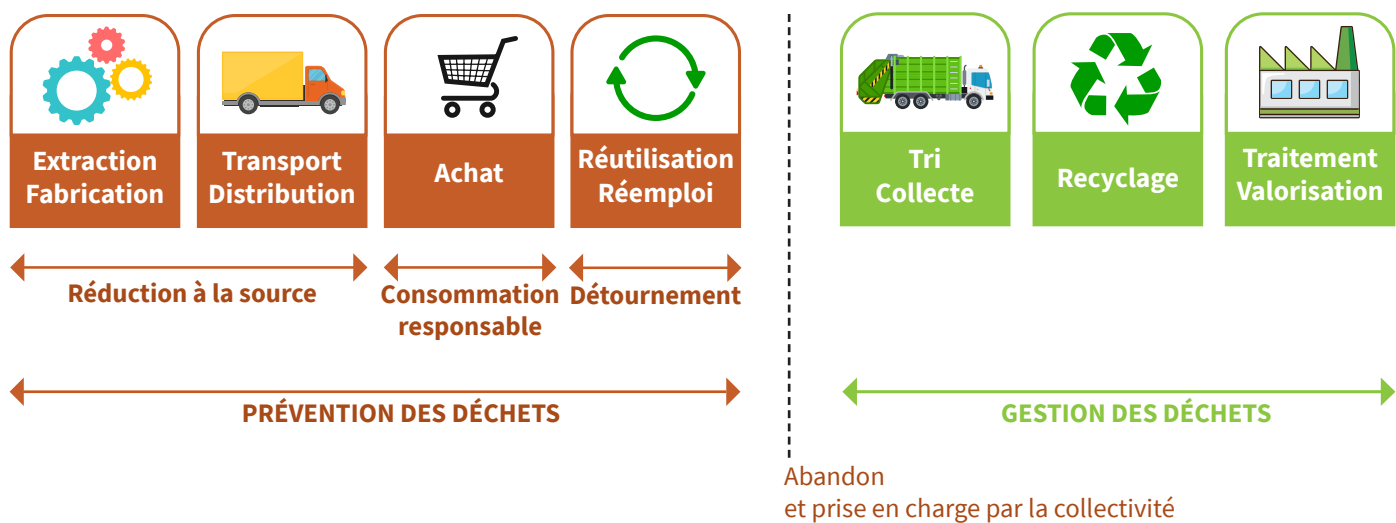 Extraction
Fabrication
Transport
Distribution
Achat
Réutilisation
Réemploi
Tri
Collecte
Recyclage
Traitement
Valorisation
Réduction à la source
Consommation
responsable
Détournement
PRÉVENTION DES DÉCHETS
GESTION DES DÉCHETS
Abandon
et prise en charge par la collectivité